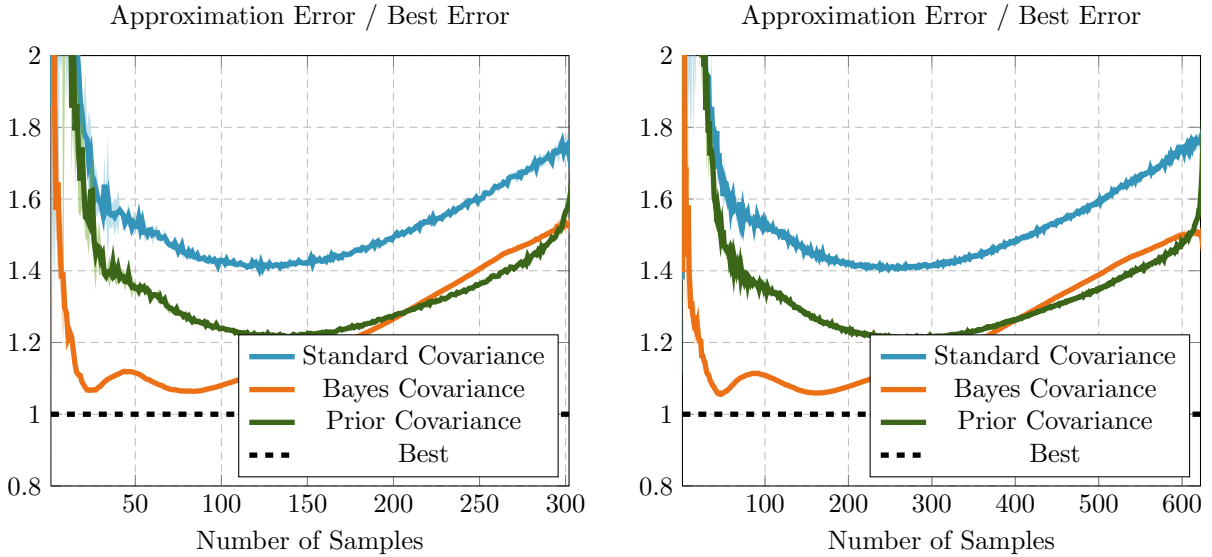 Approximation Error / Best Error
2
1.8
1.6
1.4
1.2
1
0.8
Standard Covariance
Bayes Covariance
Prior Covariance
Best
50 100 150 200 250 300
Number of Samples
Approximation Error / Best Error
2
1.8
1.6
1.4
1.2
1
0.8
Standard Covariance
Bayes Covariance
Prior Covariance
Best
100 200 300 400 500 600
Number of Samples